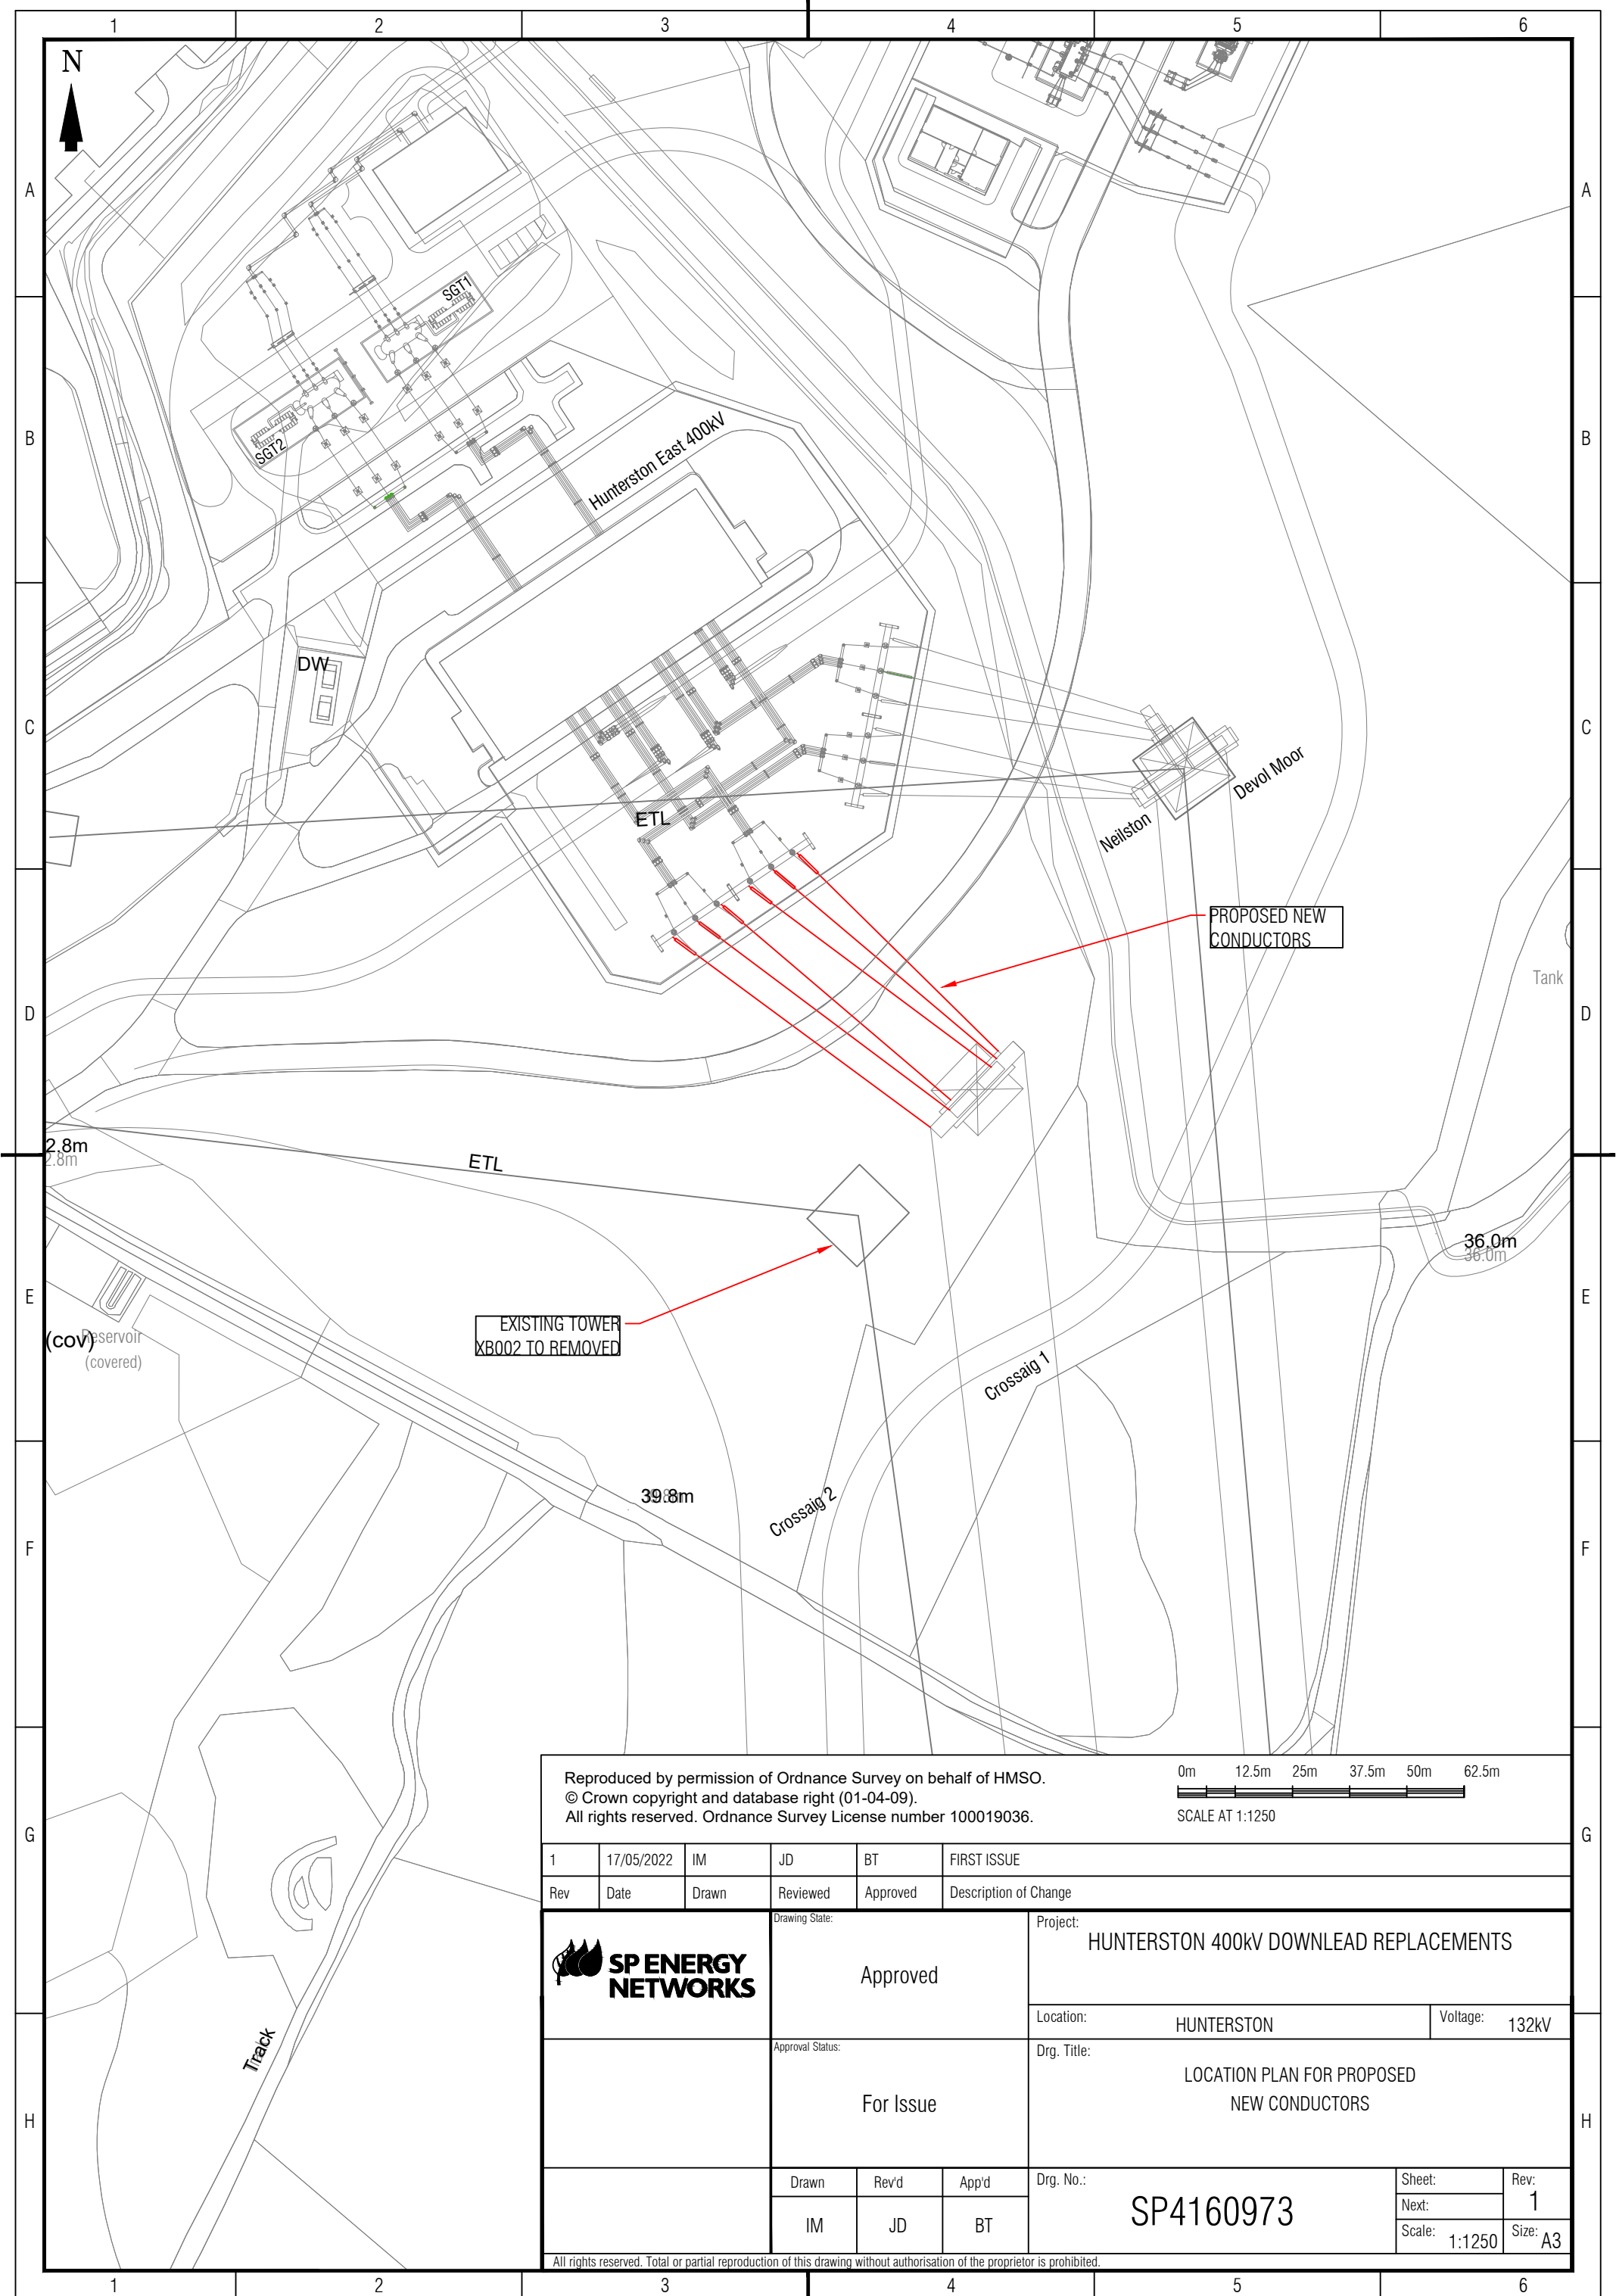 1 2 3 4 5 6
N
A A
SGT1
B B
SGT2
Hunterston East 400kV
DW
C C
Devol Moor
ETL
Neilston
PROPOSED NEW
CONDUCTORS
Tank
D D
2.8m
2.8m
ETL
36.0m
36.0m
E E
EXISTING TOWER
XB002 TO REMOVED
(cov)
Reservoir
(covered)
Crossaig 1
39.8m
Crossaig 2
F F
Reproduced by permission of Ordnance Survey on behalf of HMSO.
© Crown copyright and database right (01-04-09).
All rights reserved. Ordnance Survey License number 100019036.
0m 12.5m 25m 37.5m 50m 62.5m
SCALE AT 1:1250
G G
1 17/05/2022 IM JD BT FIRST ISSUE
Rev Date Drawn Reviewed Approved Description of Change
SP ENERGY
NETWORKS
Drawing State:
Approved
Project:
HUNTERSTON 400kV DOWNLEAD REPLACEMENTS
Location: HUNTERSTON
Voltage: 132kV
Approval Status:
For Issue
Drg. Title:
LOCATION PLAN FOR PROPOSED
NEW CONDUCTORS
Track
H H
Drawn Rev'd App'd
IM JD BT
Drg. No.:
SP4160973
Sheet:
Next:
Scale: 1:1250
Rev:
1
Size: A3
All rights reserved. Total or partial reproduction of this drawing without authorisation of the proprietor is prohibited.
1 2 3 4 5 6